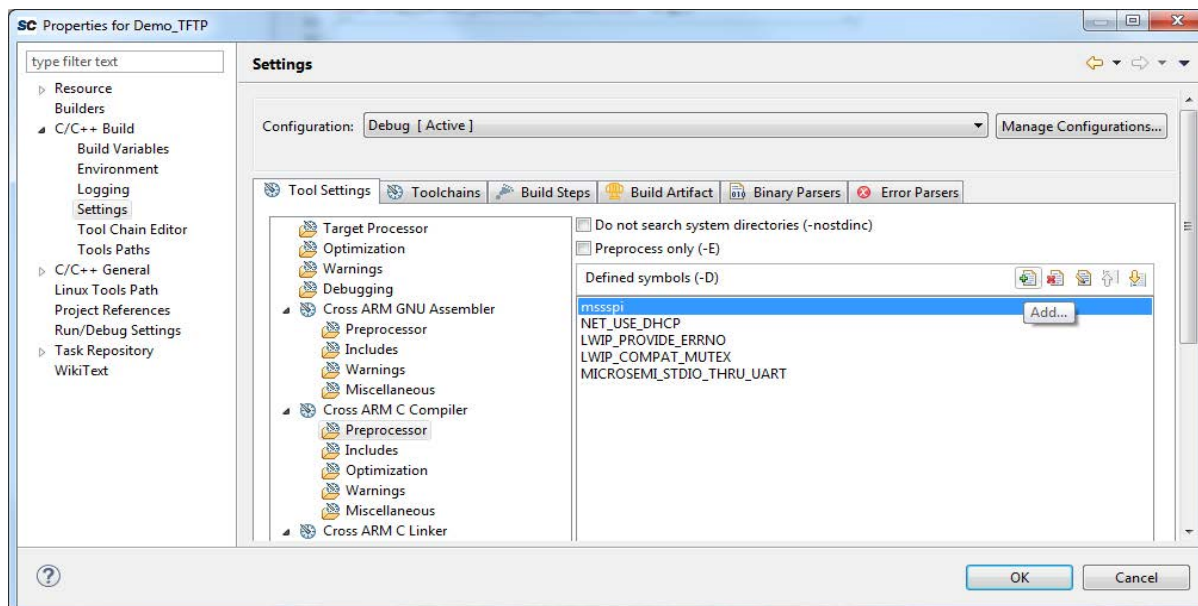 SC Properties for Demo_TFTP
type filter text
Resource
Builders
C/C++ Build
Build Variables
Environment
Logging
Settings
Tool Chain Editor
Tools Paths
C/C++ General
Linux Tools Path
Project References
Run/Debug Settings
Task Repository
WikiText
Settings
Configuration: Debug [ Active ] Manage Configurations...
Tool Settings Toolchains Build Steps Build Artifact Binary Parsers Error Parsers
Target Processor
Optimization
Warnings
Debugging
Cross ARM GNU Assembler
Preprocessor
Includes
Warnings
Miscellaneous
Cross ARM C Compiler
Preprocessor
Includes
Optimization
Warnings
Miscellaneous
Cross ARM C Linker
Do not search system directories (-nostdinc)
Preprocess only (-E)
Defined symbols (-D)
mssspi
NET_USE_DHCP
LWIP_PROVIDE_ERRNO
LWIP_COMPAT_MUTEX
MICROSEMI_STDIO_THRU_UART
Add...
OK Cancel